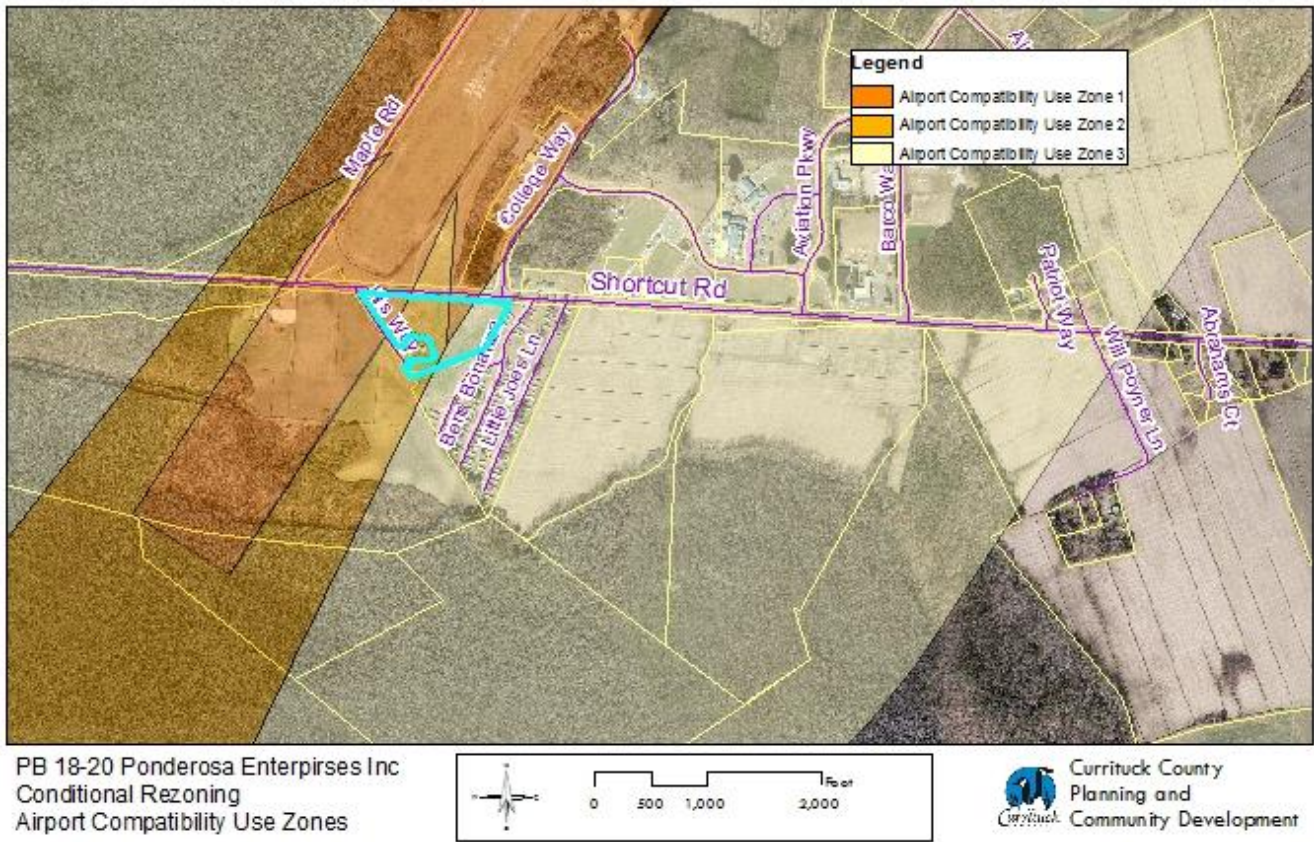 Legend
Airport Compatibility Use Zone 1
Airport Compatibility Use Zone 2
Airport Compatibility Use Zone 3
Maple Rd
College Way
Aviation Pkwy
Shortcut Rd
Patriot Way
Will Poyner Ln
Abrahams Ct
Little Joes Ln
PB 18-20 Ponderosa Enterpirses Inc
Conditional Rezoning
Airport Compatibility Use Zones
Feet
0 500 1,000 2,000
Currituck
Currituck County
Planning and
Community Development